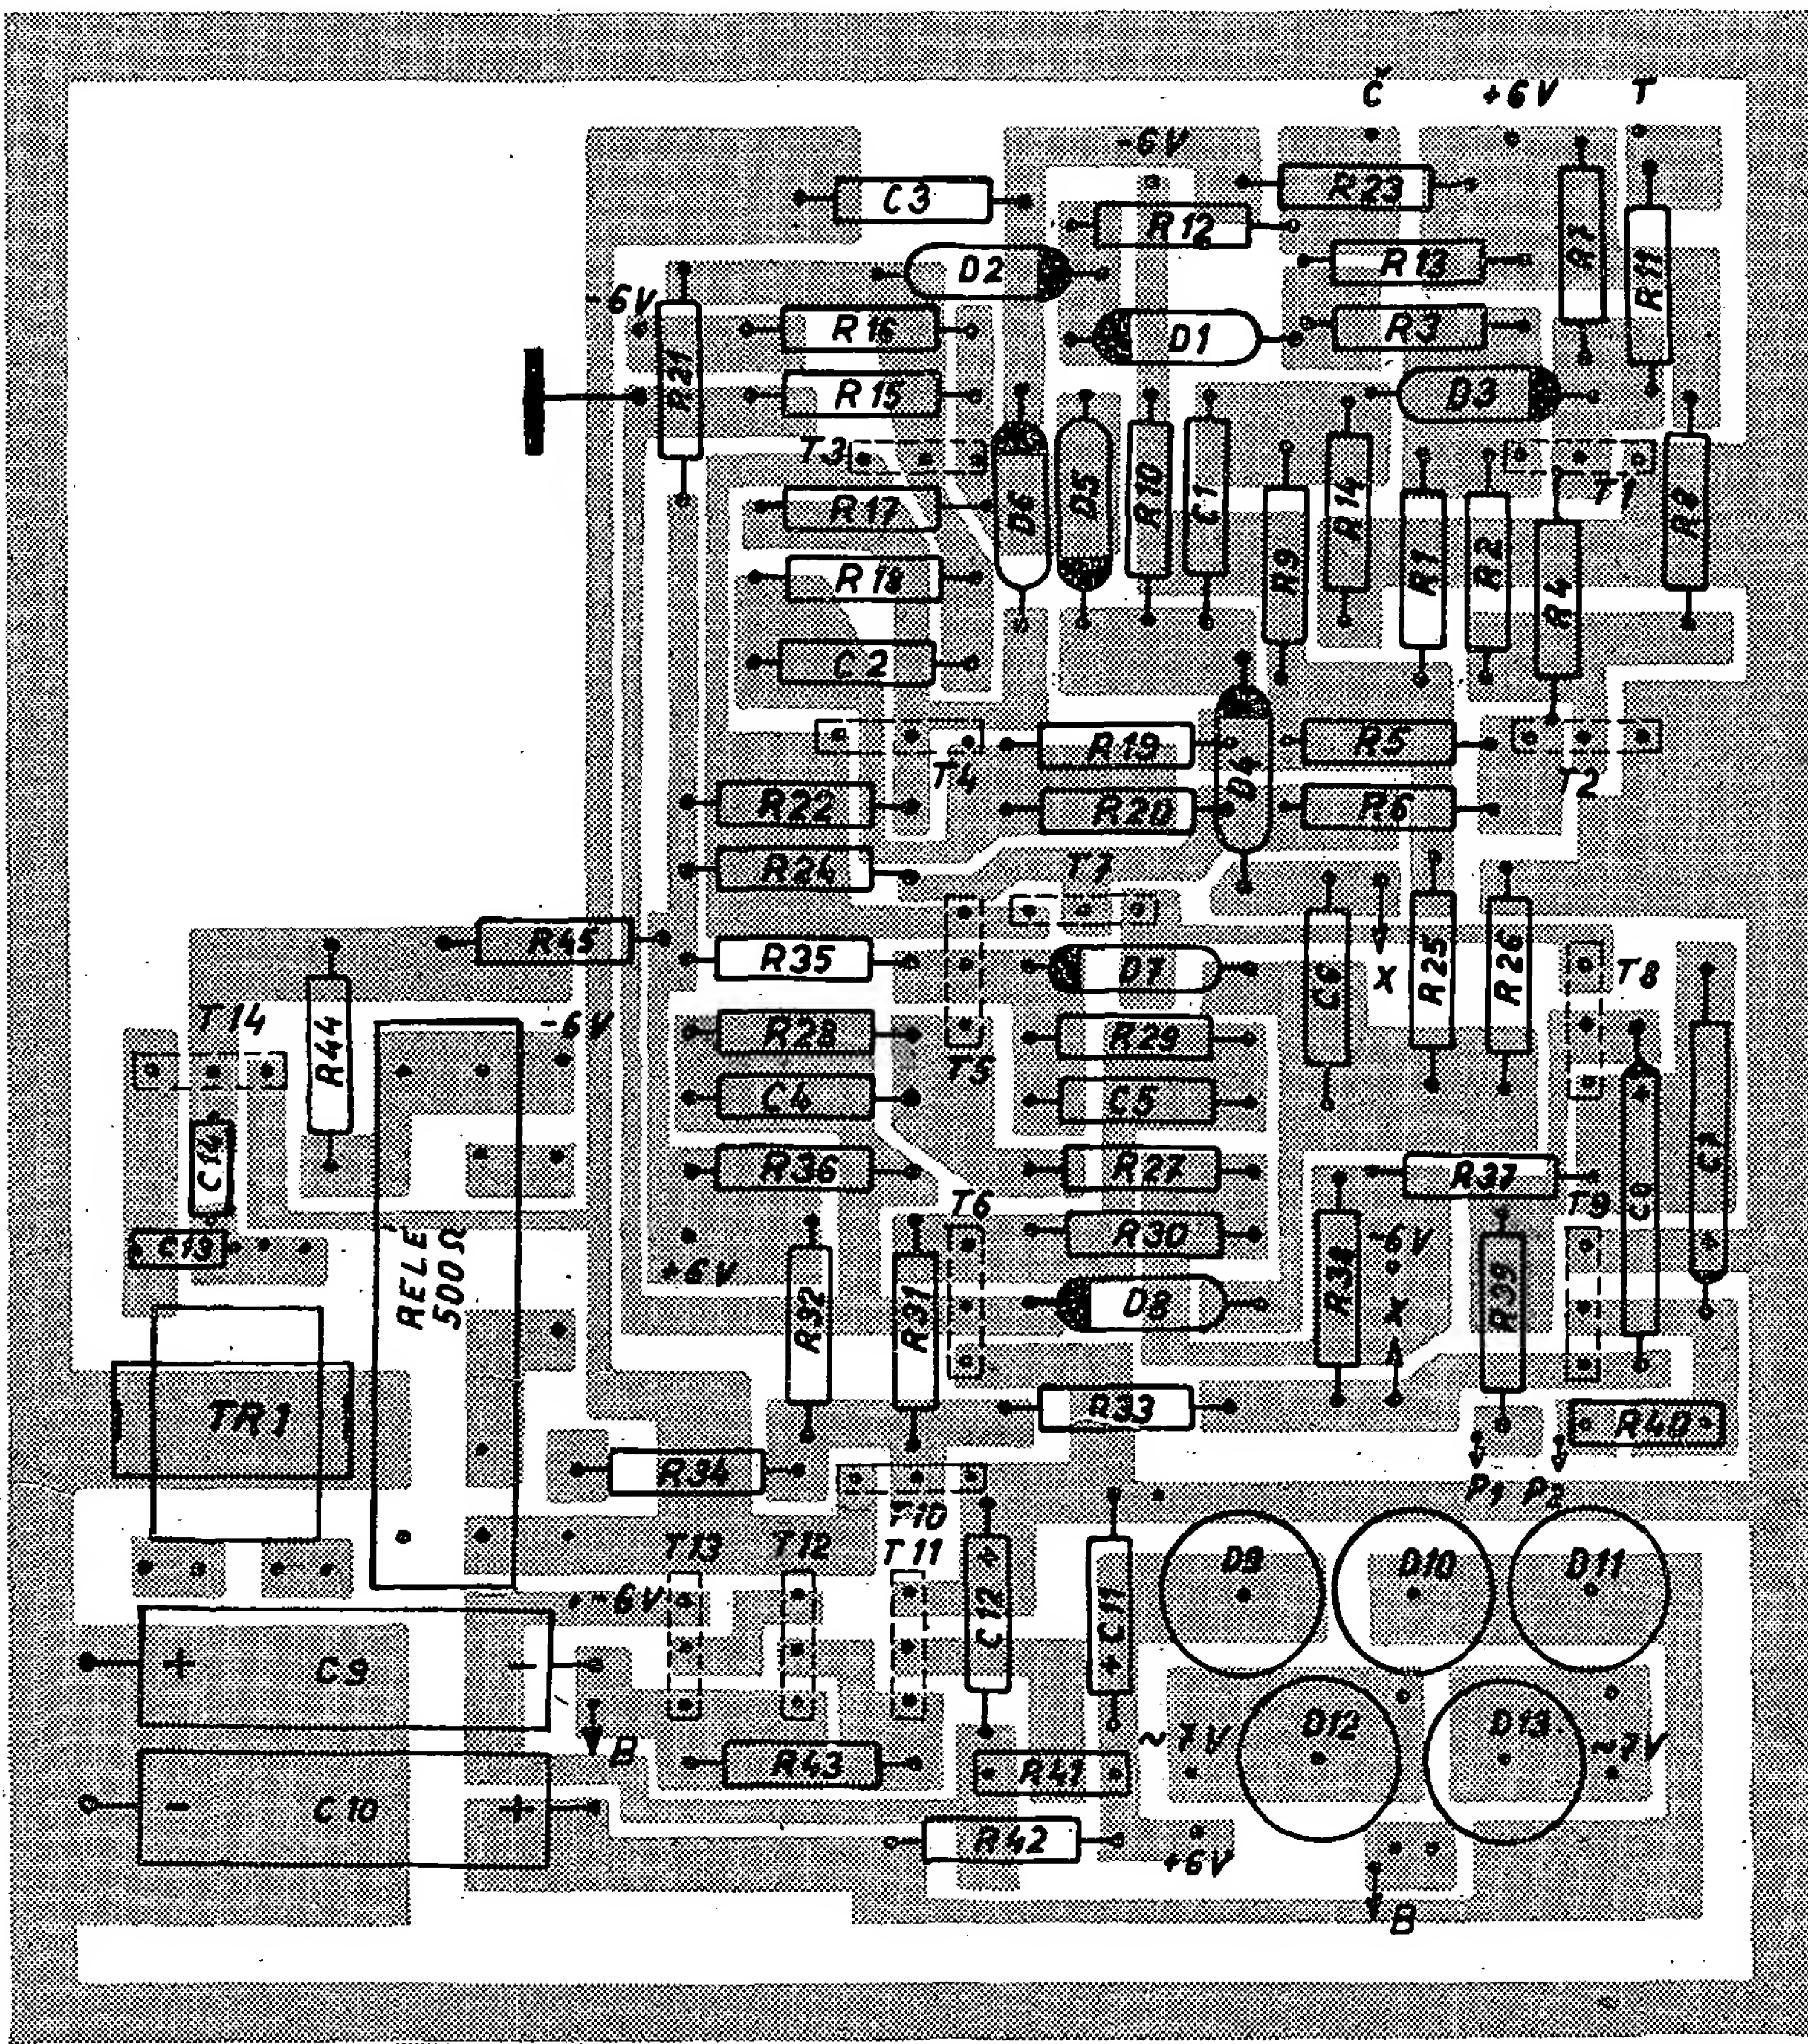 Č +6V T
-6V
R23
C3
R12
R7
R11
D2
R13
-6V
R16
D1
R3
R21
R15
D3
T3
R17
D6
D5
R10
C1
R9
R14
R1
R2
R4
T1
R8
R18
C2
R19
D4
R5
T4
T2
R22
R20
R6
R24
T7
R45
R35
D7
C6
X
R25
R26
T8
T14
R44
-6V
R28
T5
R29
C4
C5
+
C14
R36
R27
R37
C8
C7
T6
T9
C13
RELÉ
500Ω
+6V
R32
R31
R30
R38
-6V
X
R39
+
D8
TR1
R33
R40
R34
P1 P2
T10
T13 T12 T11
C12 +
C11 +
D9 D10 D11
-6V
+ C9 -
B
~7V D12 D13 ~7V
R43
R41
- C10 +
R42
+6V
B